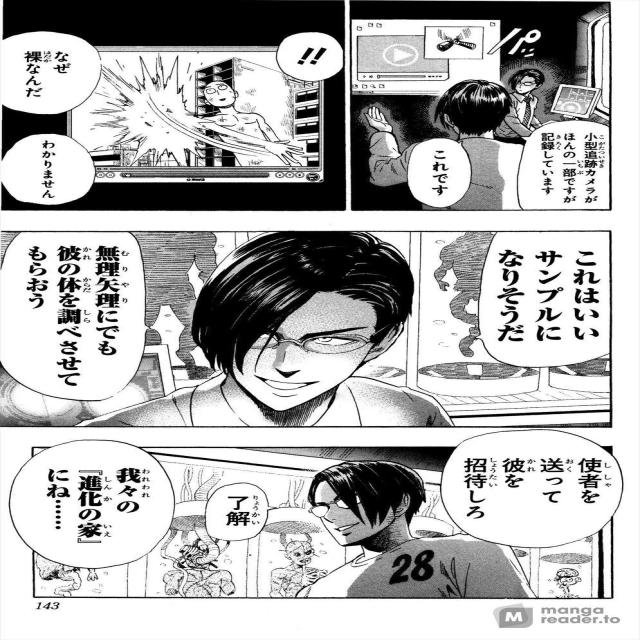 パッ
小型追跡カメラが
ほんの一部ですが
記録しています
これです
!!
なぜ
裸なんだ
わかりません
これはいい
サンプルに
なりそうだ
無理矢理にでも
彼の体を調べさせて
もらおう
使者を
送って
彼を
招待しろ
了解
28
我々の
『進化の家』
にね……
143
M manga
reader.to